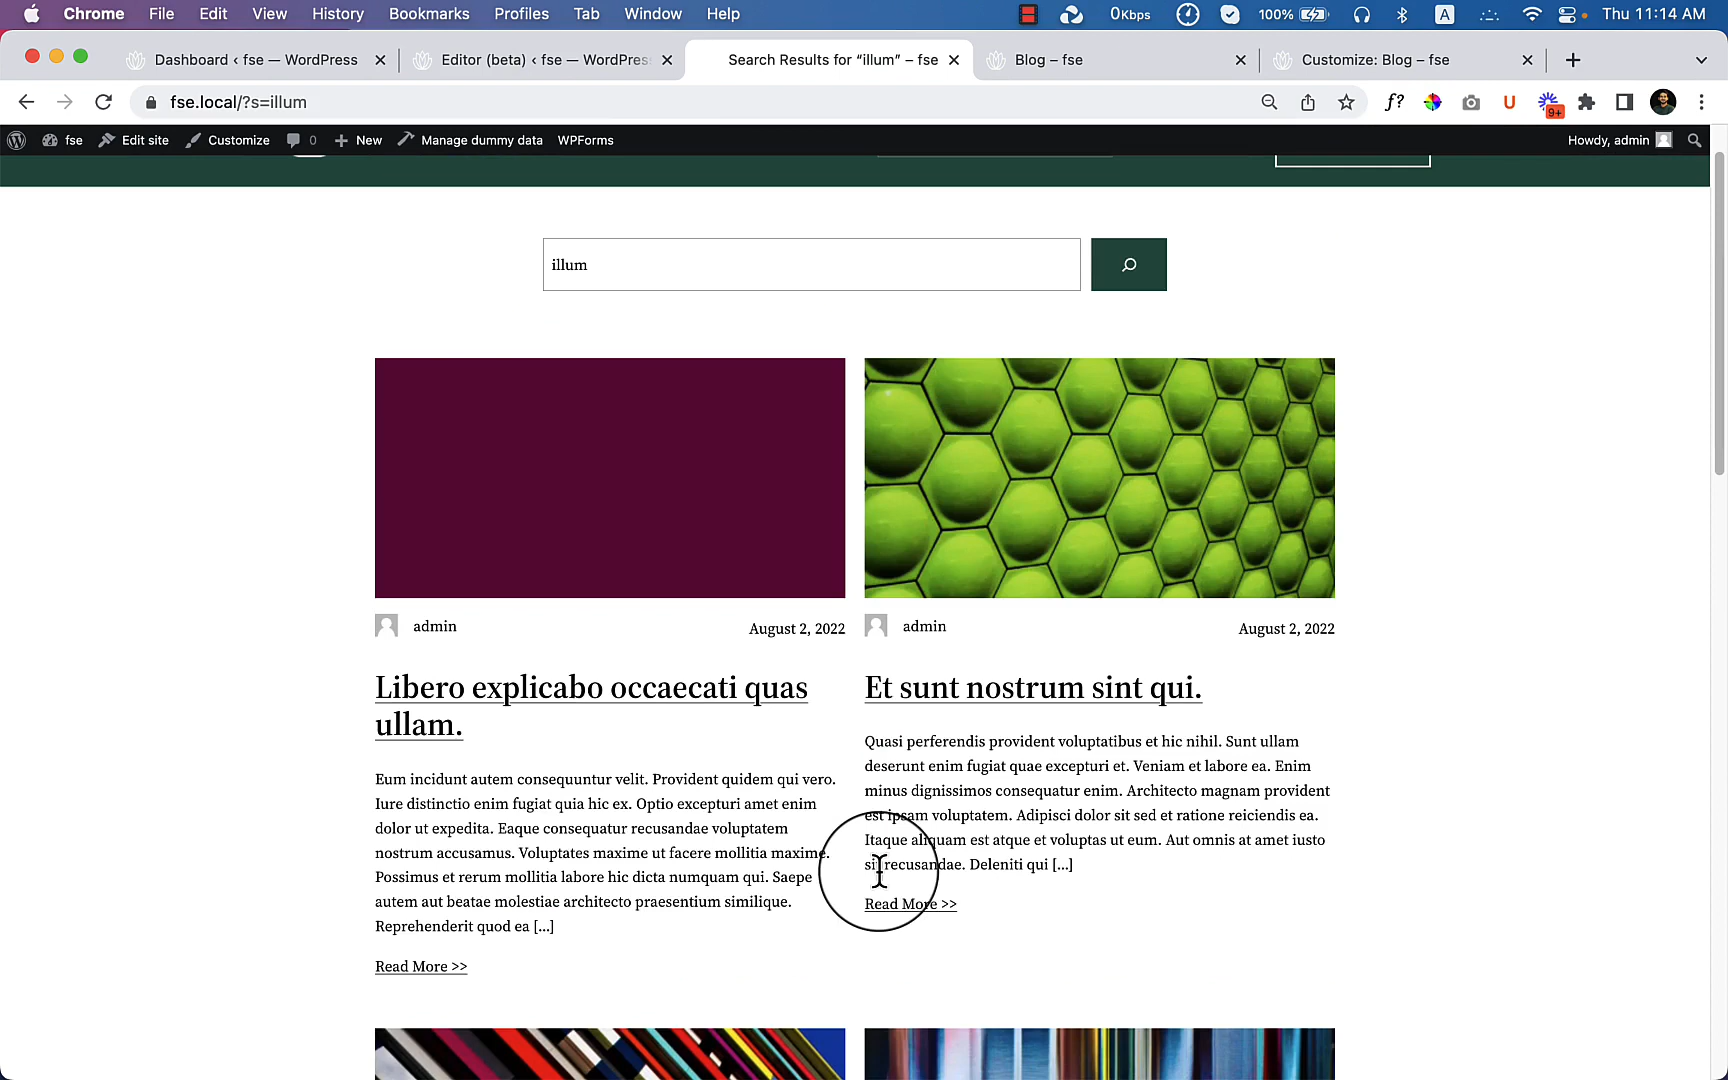 Chrome File Edit View History Bookmarks Profiles Tab Window Help 0Kbps 100% A Thu 11:14 AM
Dashboard ‹ fse — WordPress Editor (beta) ‹ fse — WordPres Search Results for “illum” – fse Blog – fse Customize: Blog – fse
fse.local/?s=illum f? U 9+
fse Edit site Customize 0 New Manage dummy data WPForms Howdy, admin
illum
admin August 2, 2022
Libero explicabo occaecati quas
ullam.
Eum incidunt autem consequuntur velit. Provident quidem qui vero.
Iure distinctio enim fugiat quia hic ex. Optio excepturi amet enim
dolor ut expedita. Eaque consequatur recusandae voluptatem
nostrum accusamus. Voluptates maxime ut facere mollitia maxime.
Possimus et rerum mollitia labore hic dicta numquam qui. Saepe
autem aut beatae molestiae architecto praesentium similique.
Reprehenderit quod ea [...]
Read More >>
admin August 2, 2022
Et sunt nostrum sint qui.
Quasi perferendis provident voluptatibus et hic nihil. Sunt ullam
deserunt enim fugiat quae excepturi et. Veniam et labore ea. Enim
minus dignissimos consequatur enim. Architecto magnam provident
est ipsam voluptatem. Adipisci dolor sit sed et ratione reiciendis ea.
Itaque aliquam est atque et voluptas ut eum. Aut omnis at amet iusto
recusandae. Deleniti qui [...]
Read More >>